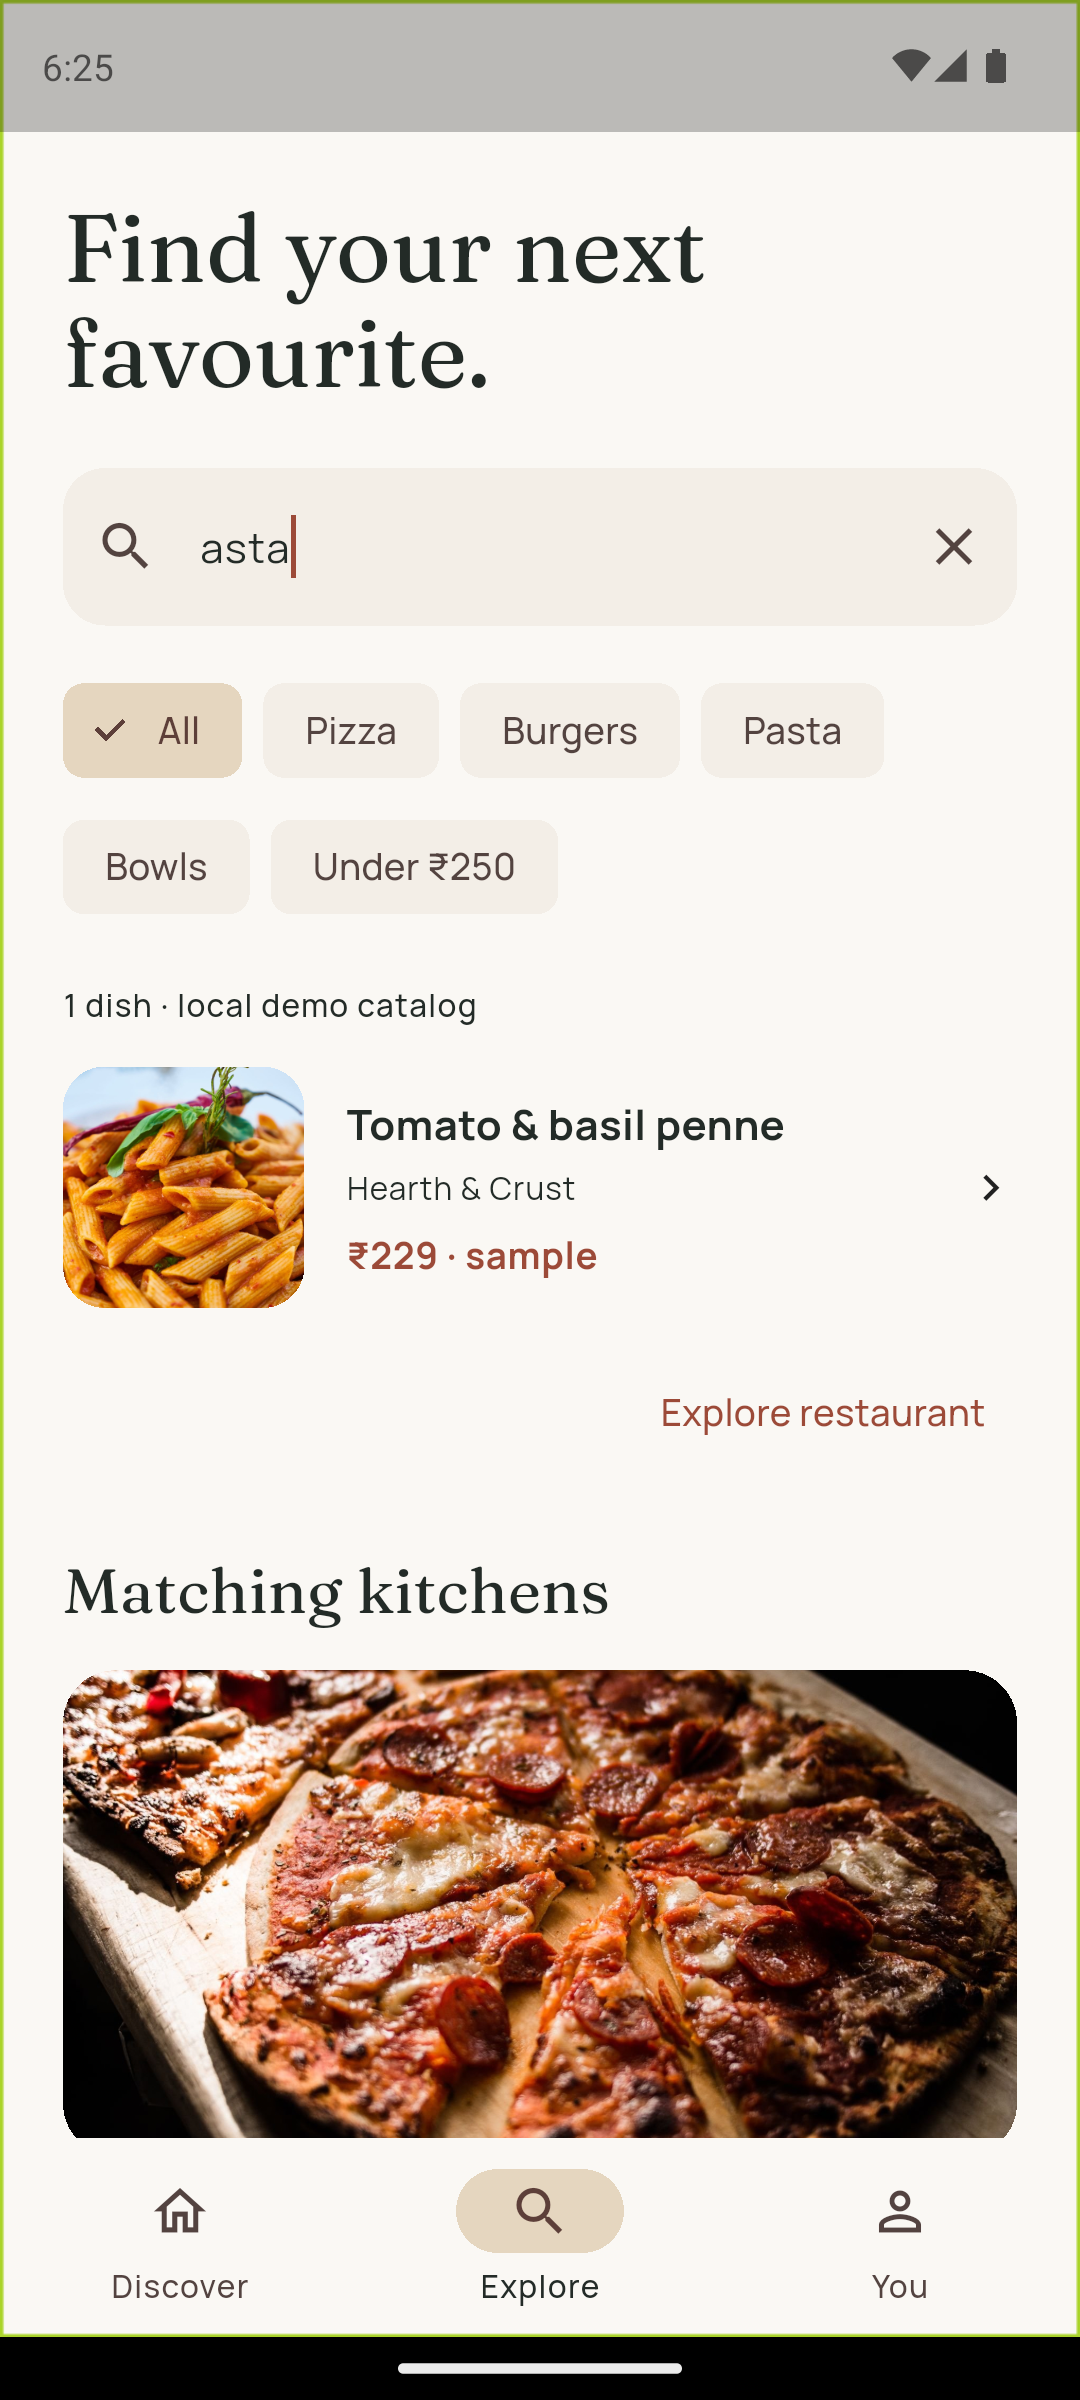 6:25
Find your next
favourite.
asta
All
Pizza
Burgers
Pasta
Bowls
Under ₹250
1 dish · local demo catalog
Tomato & basil penne
Hearth & Crust
₹229 · sample
Explore restaurant
Matching kitchens
Discover
Explore
You